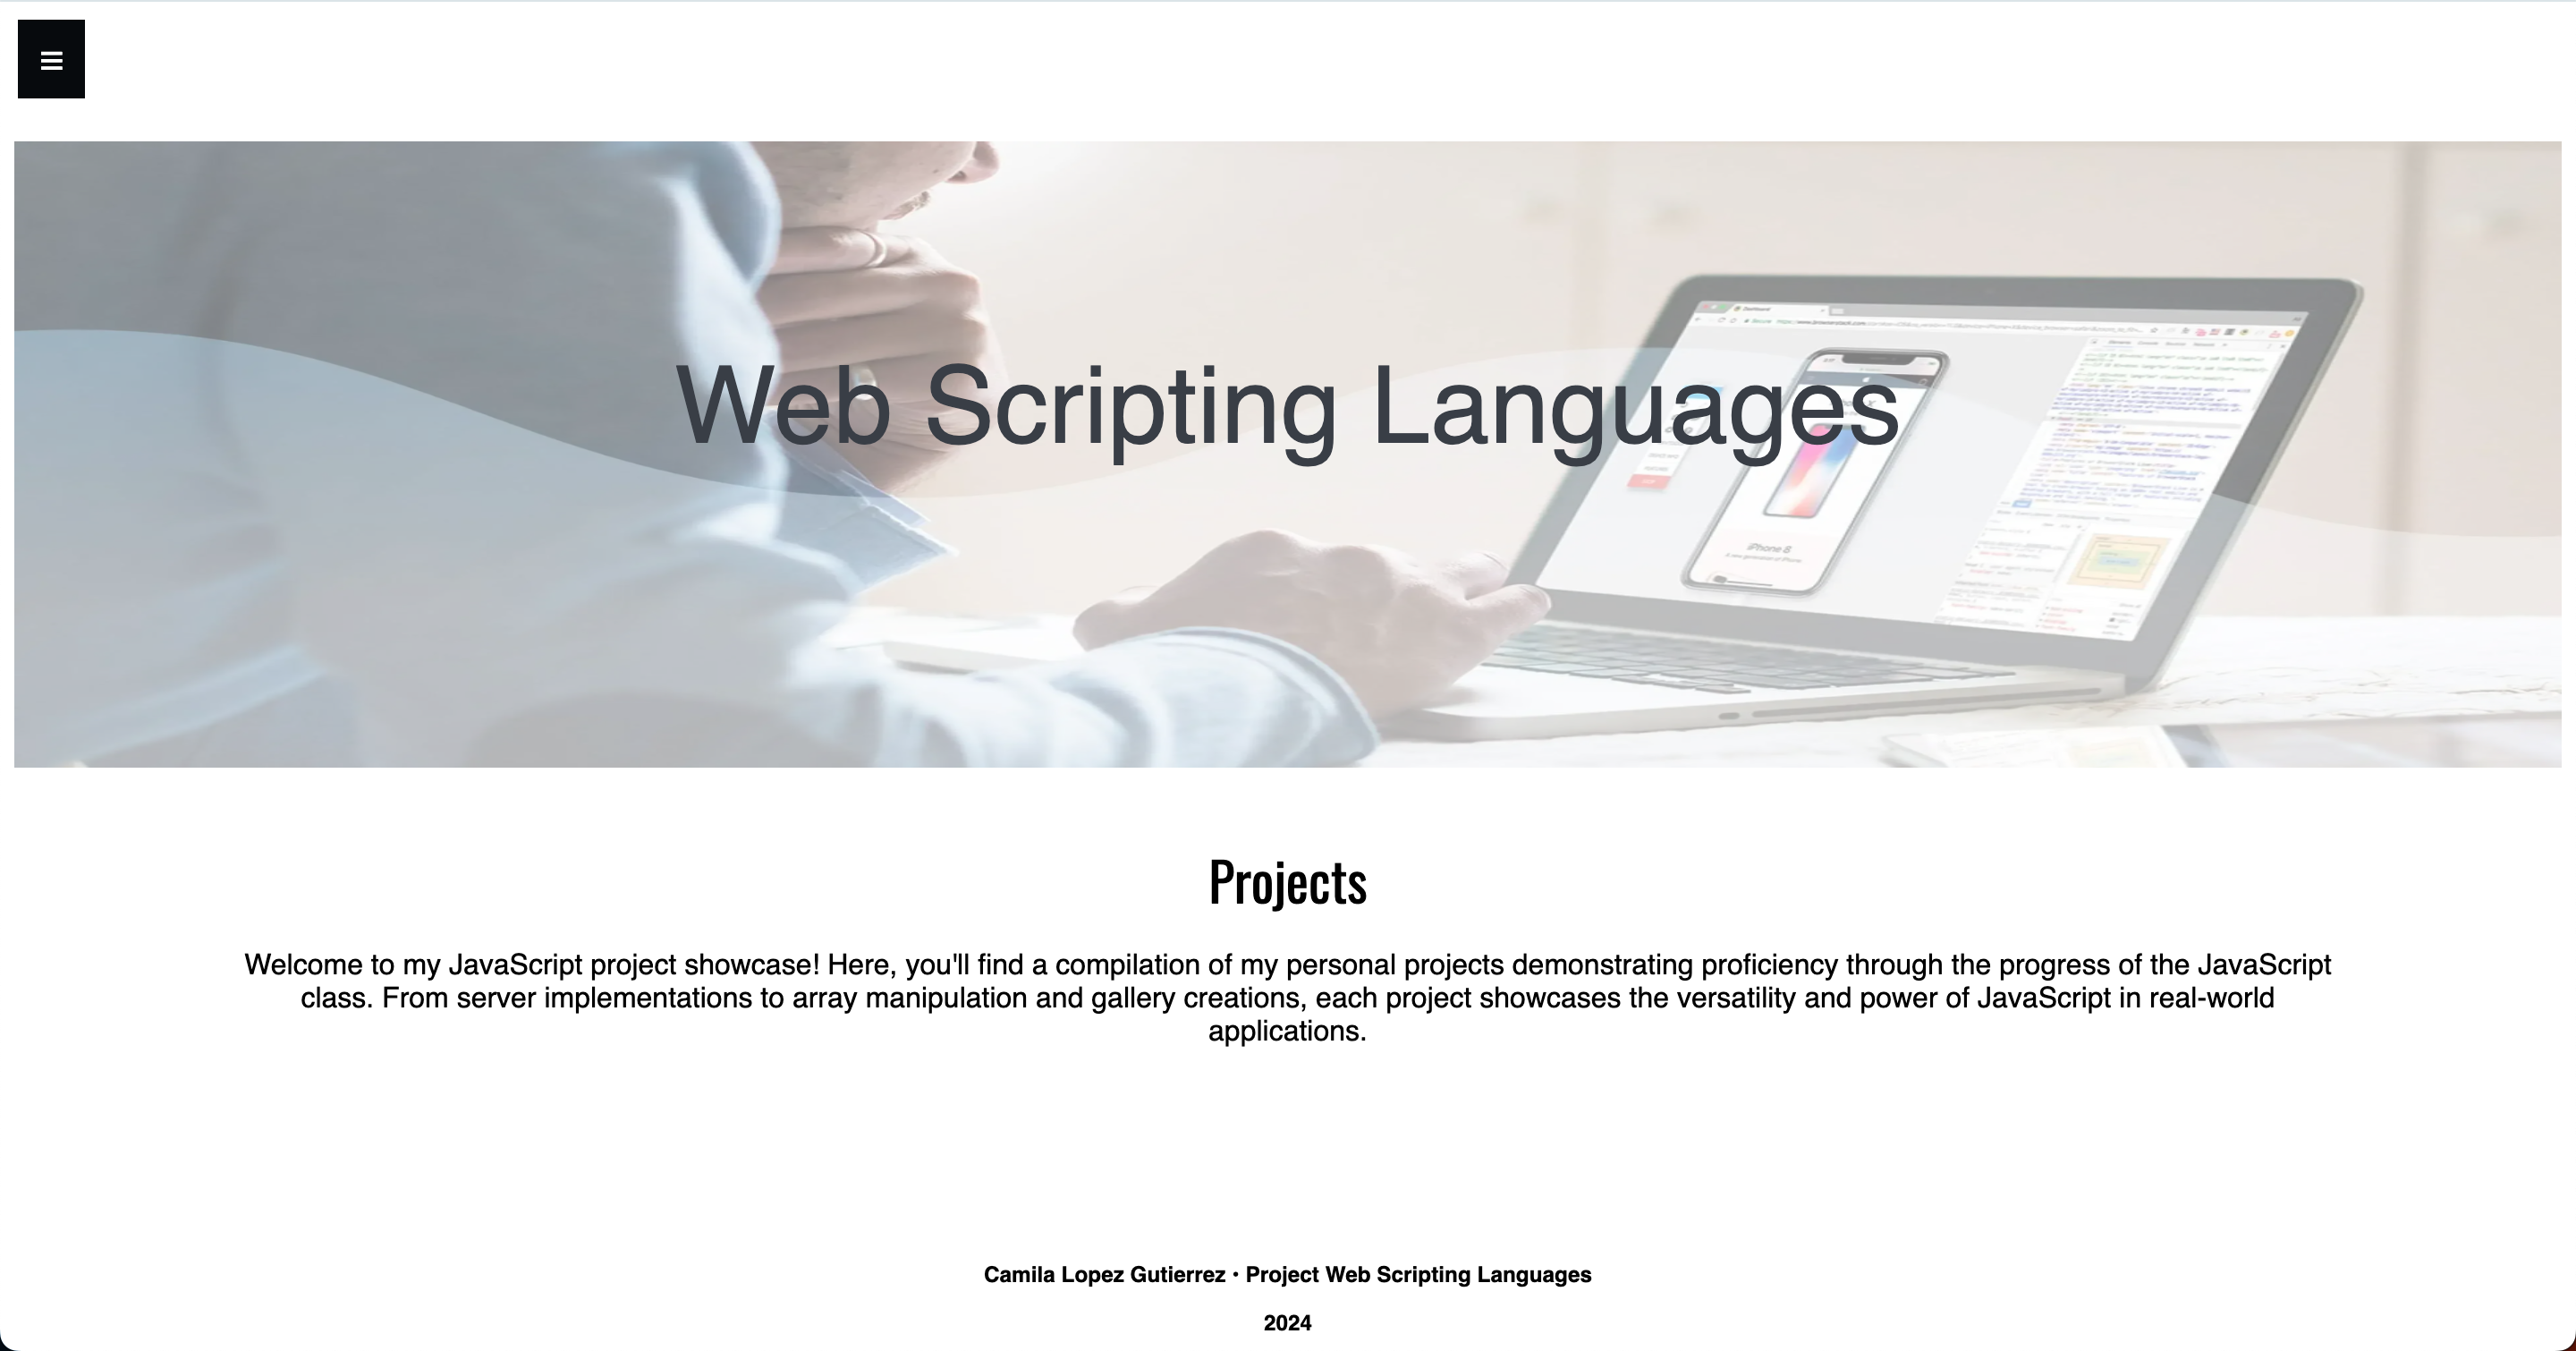 Web Scripting Languages
iPhone 8
Projects
Welcome to my JavaScript project showcase! Here, you'll find a compilation of my personal projects demonstrating proficiency through the progress of the JavaScript
class. From server implementations to array manipulation and gallery creations, each project showcases the versatility and power of JavaScript in real-world
applications.
Camila Lopez Gutierrez • Project Web Scripting Languages
2024